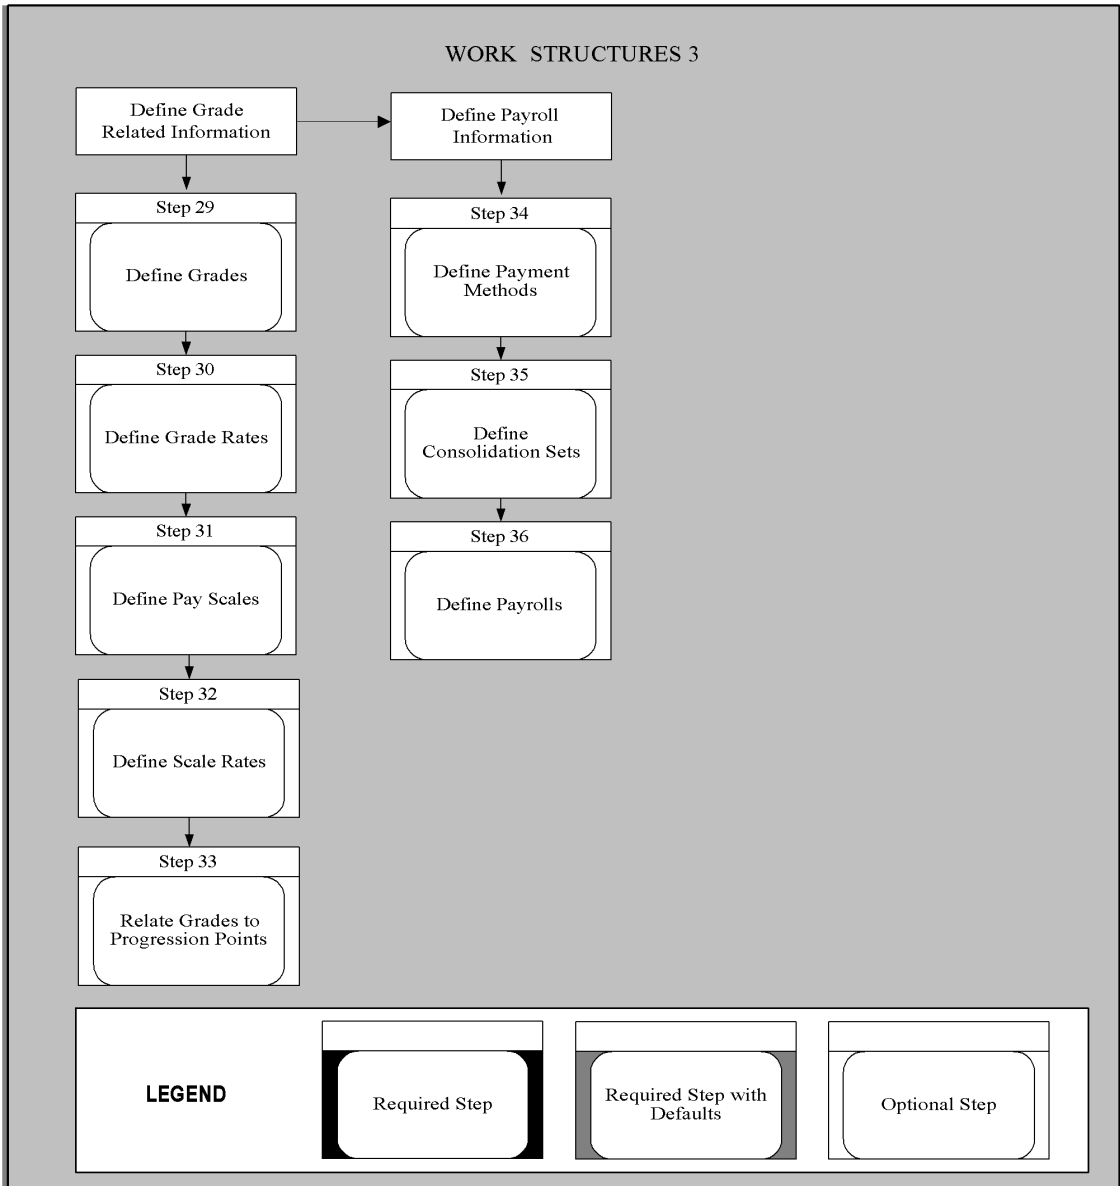 WORK STRUCTURES 3
Define Grade
Related Information
Define Payroll
Information
Step 29
Define Grades
Step 30
Define Grade Rates
Step 31
Define Pay Scales
Step 32
Define Scale Rates
Step 33
Relate Grades to
Progression Points
Step 34
Define Payment
Methods
Step 35
Define
Consolidation Sets
Step 36
Define Payrolls
LEGEND
Required Step
Required Step with
Defaults
Optional Step